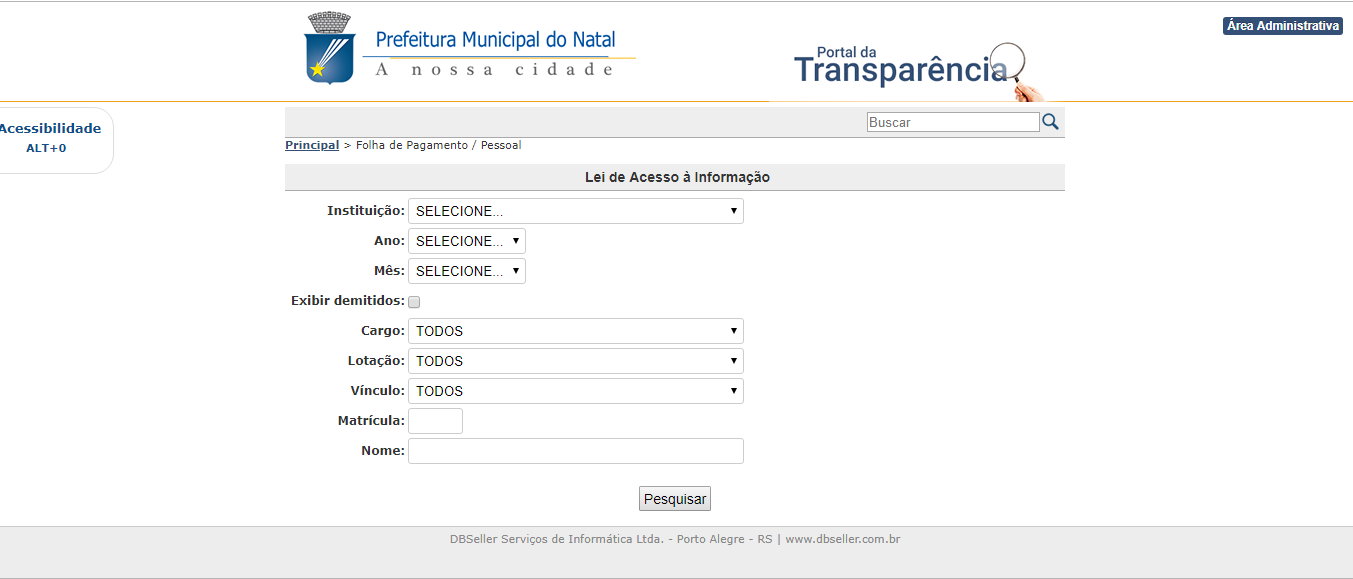 Prefeitura Municipal do Natal
A nossa cidade
Portal da
Transparência
Área Administrativa
Acessibilidade
ALT+0
Buscar
Principal > Folha de Pagamento / Pessoal
Lei de Acesso à Informação
Instituição: SELECIONE...
Ano: SELECIONE...
Mês: SELECIONE...
Exibir demitidos:
Cargo: TODOS
Lotação: TODOS
Vínculo: TODOS
Matrícula:
Nome:
Pesquisar
DBSeller Serviços de Informática Ltda. - Porto Alegre - RS | www.dbseller.com.br